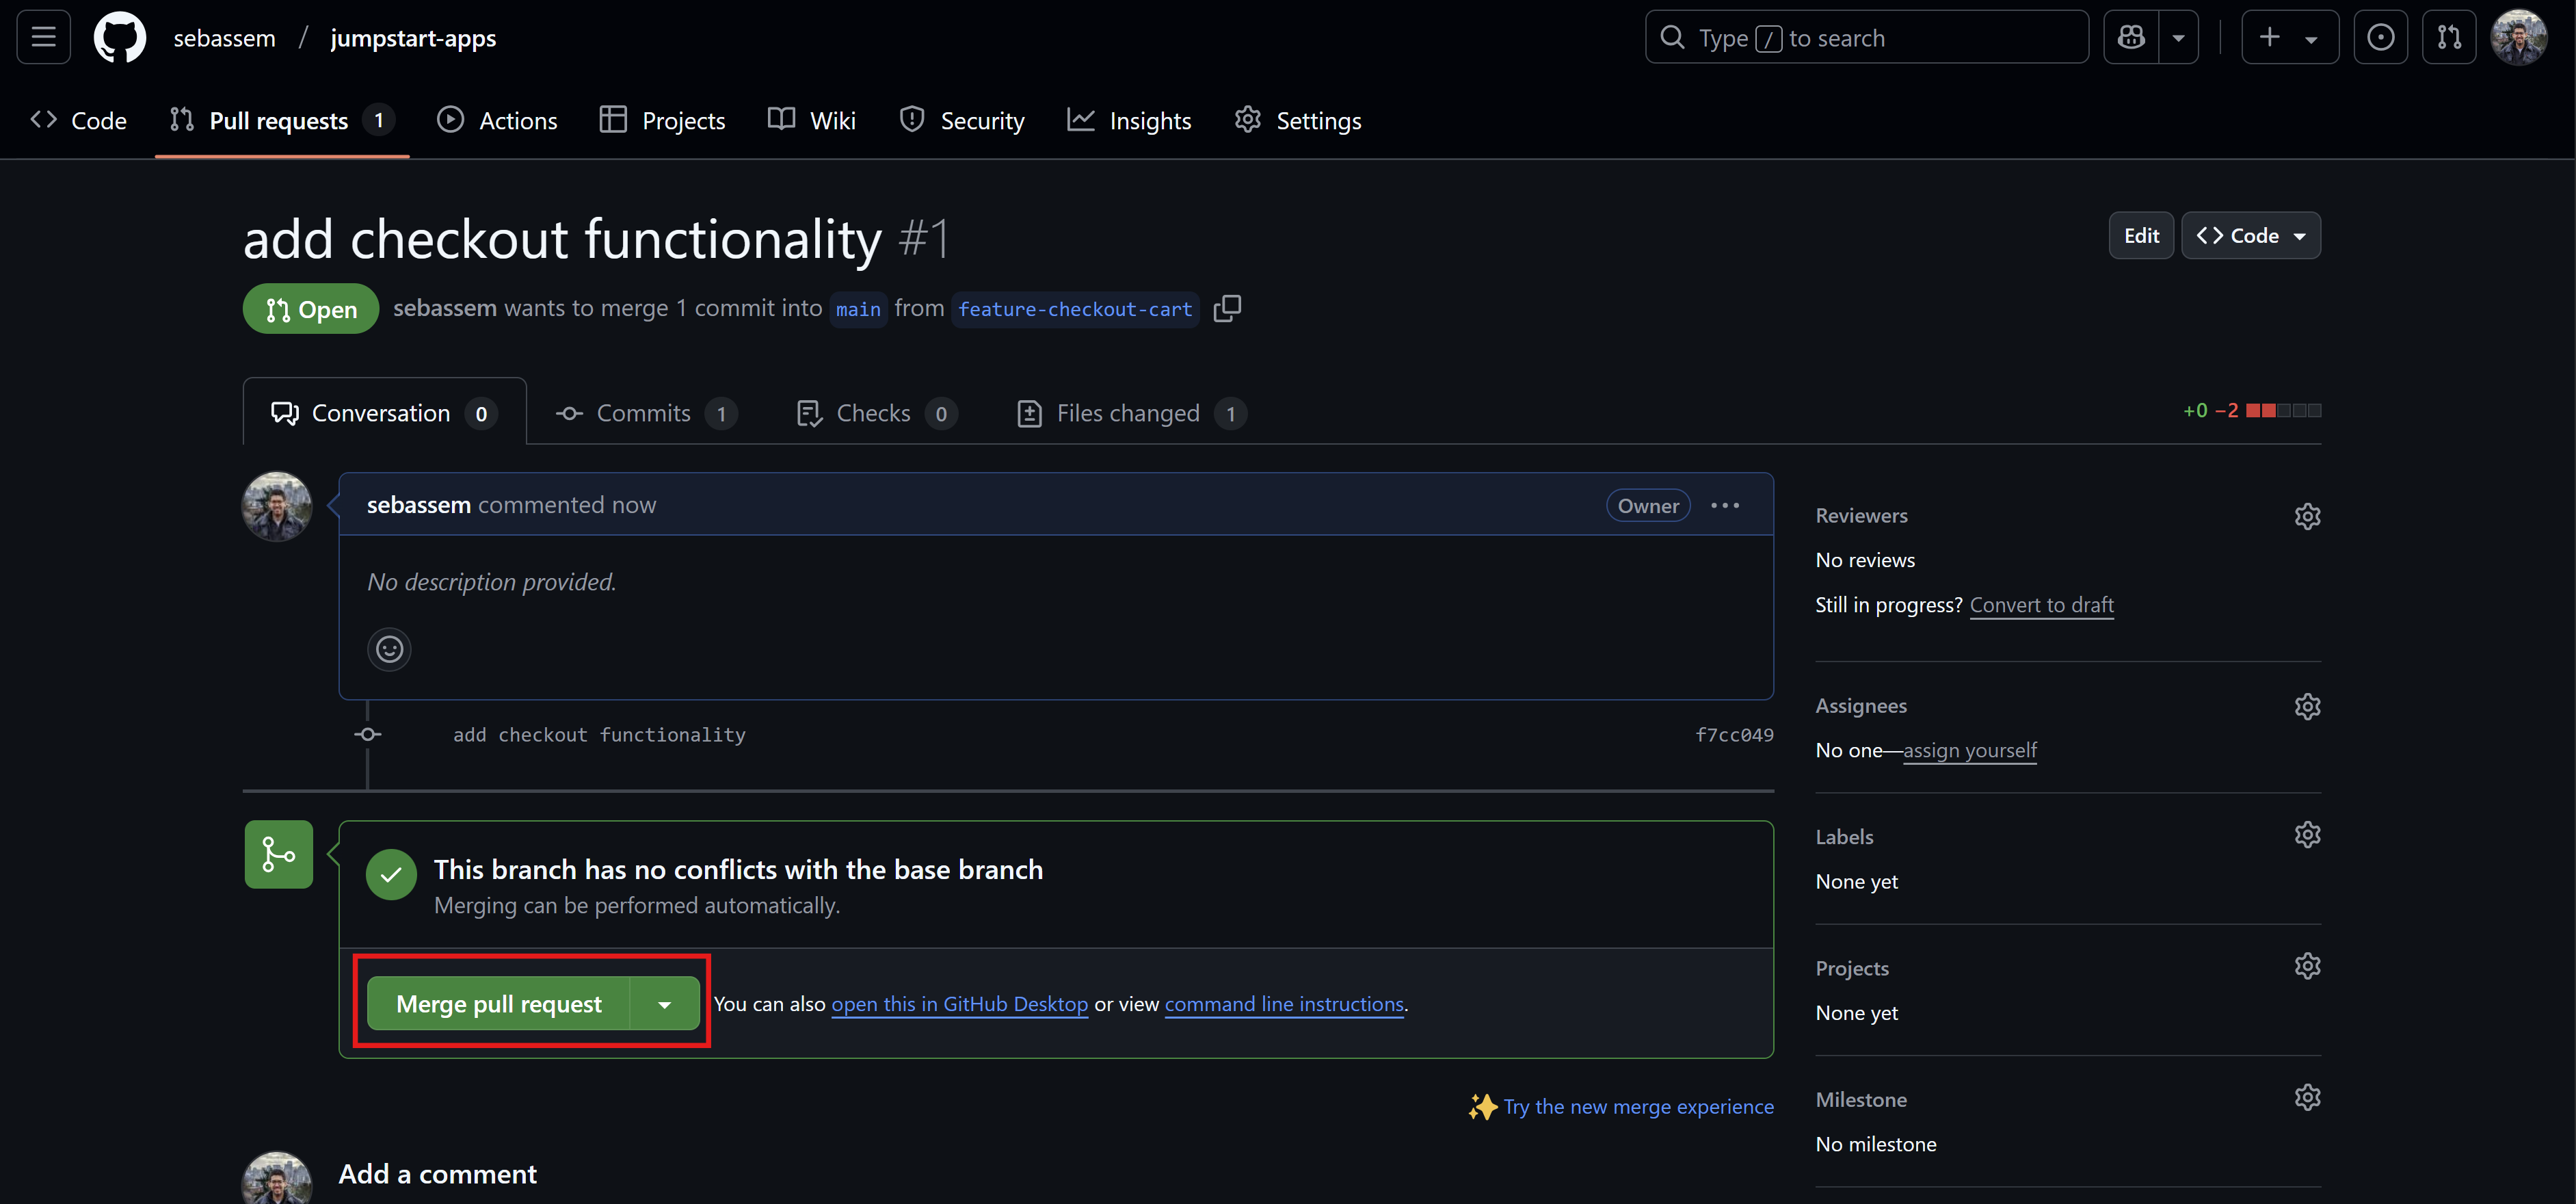 sebassem / jumpstart-apps
Type / to search
Code
Pull requests 1
Actions
Projects
Wiki
Security
Insights
Settings
add checkout functionality #1
Edit
Code
Open
sebassem wants to merge 1 commit into main from feature-checkout-cart
Conversation 0
Commits 1
Checks 0
Files changed 1
+0 −2
sebassem commented now
Owner
No description provided.
add checkout functionality
f7cc049
This branch has no conflicts with the base branch
Merging can be performed automatically.
Merge pull request
You can also open this in GitHub Desktop or view command line instructions.
Try the new merge experience
Add a comment
Reviewers
No reviews
Still in progress? Convert to draft
Assignees
No one—assign yourself
Labels
None yet
Projects
None yet
Milestone
No milestone